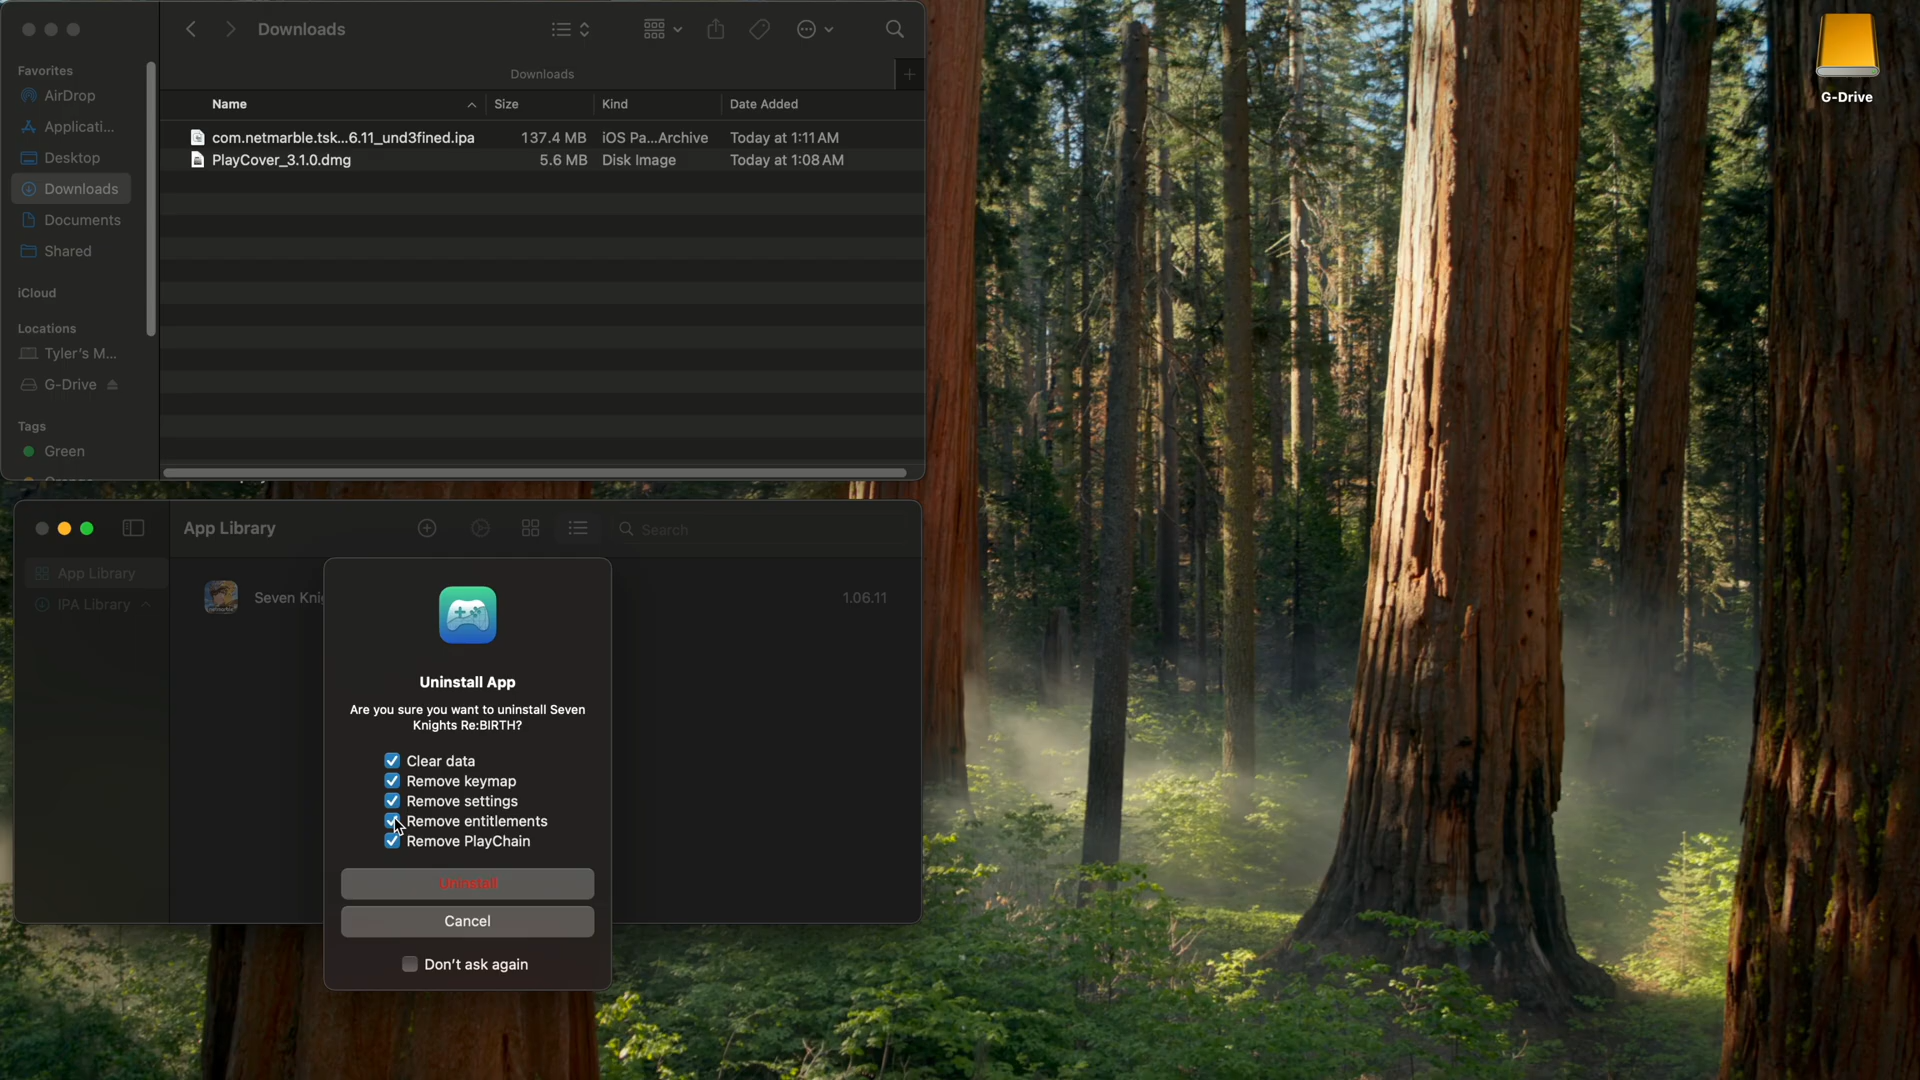 Downloads
Downloads
Favorites
AirDrop
Applicati...
Desktop
Downloads
Documents
Shared
iCloud
Locations
Tyler's M...
G-Drive
Tags
Green
Name Size Kind Date Added
com.netmarble.tsk...6.11_und3fined.ipa 137.4 MB iOS Pa...Archive Today at 1:11 AM
PlayCover_3.1.0.dmg 5.6 MB Disk Image Today at 1:08 AM
G-Drive
App Library
Search
App Library
IPA Library
Seven Kni
1.06.11
Uninstall App
Are you sure you want to uninstall Seven
Knights Re:BIRTH?
Clear data
Remove keymap
Remove settings
Remove entitlements
Remove PlayChain
Uninstall
Cancel
Don't ask again